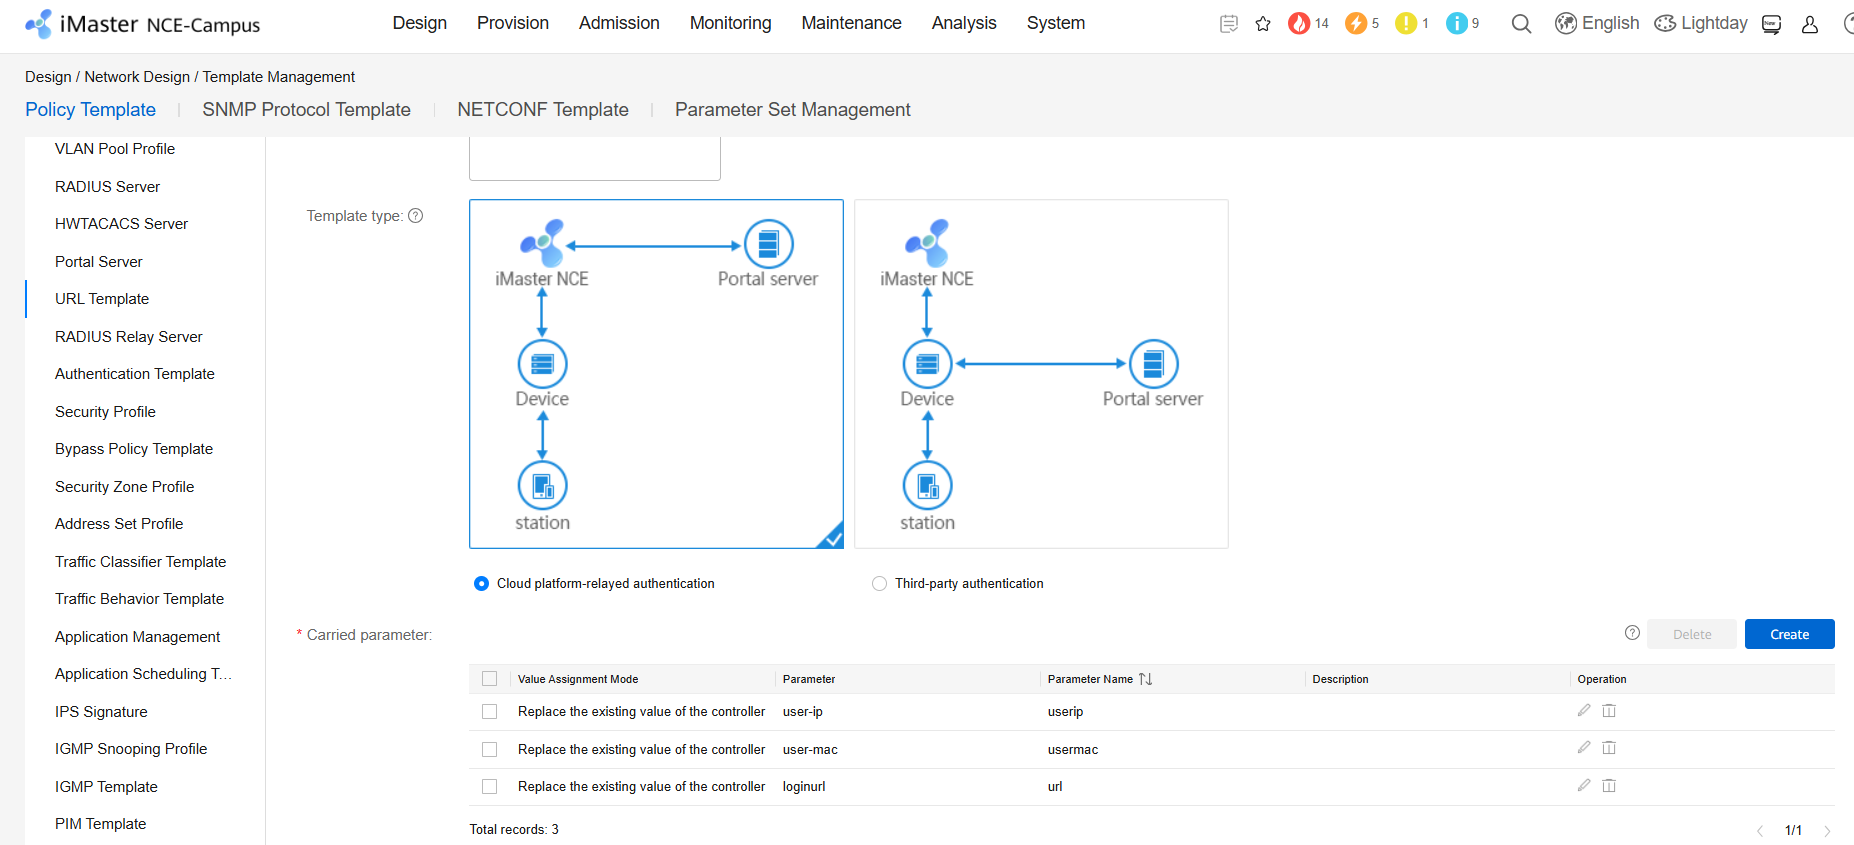 iMaster NCE-Campus
Design Provision Admission Monitoring Maintenance Analysis System
14 5 1 9 English Lightday New
Design / Network Design / Template Management
Policy Template SNMP Protocol Template NETCONF Template Parameter Set Management
VLAN Pool Profile
RADIUS Server
HWTACACS Server
Portal Server
URL Template
RADIUS Relay Server
Authentication Template
Security Profile
Bypass Policy Template
Security Zone Profile
Address Set Profile
Traffic Classifier Template
Traffic Behavior Template
Application Management
Application Scheduling T...
IPS Signature
IGMP Snooping Profile
IGMP Template
PIM Template
Template type: ?
iMaster NCE Portal server
Device
station
iMaster NCE
Device Portal server
station
Cloud platform-relayed authentication Third-party authentication
* Carried parameter: ? Delete Create
Value Assignment Mode Parameter Parameter Name Description Operation
Replace the existing value of the controller user-ip userip
Replace the existing value of the controller user-mac usermac
Replace the existing value of the controller loginurl url
Total records: 3 < 1/1 >